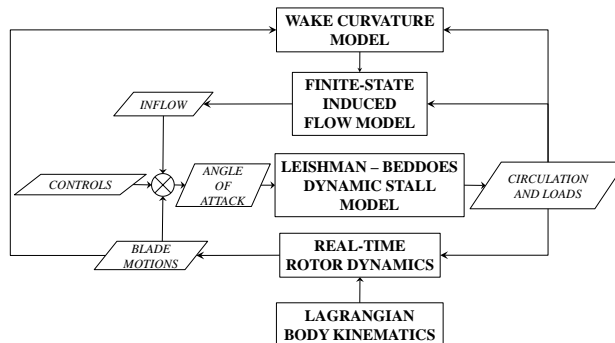 WAKE CURVATURE
MODEL
FINITE-STATE
INDUCED
FLOW MODEL
INFLOW
CONTROLS
ANGLE
OF
ATTACK
LEISHMAN – BEDDOES
DYNAMIC STALL
MODEL
CIRCULATION
AND LOADS
BLADE
MOTIONS
REAL-TIME
ROTOR DYNAMICS
LAGRANGIAN
BODY KINEMATICS